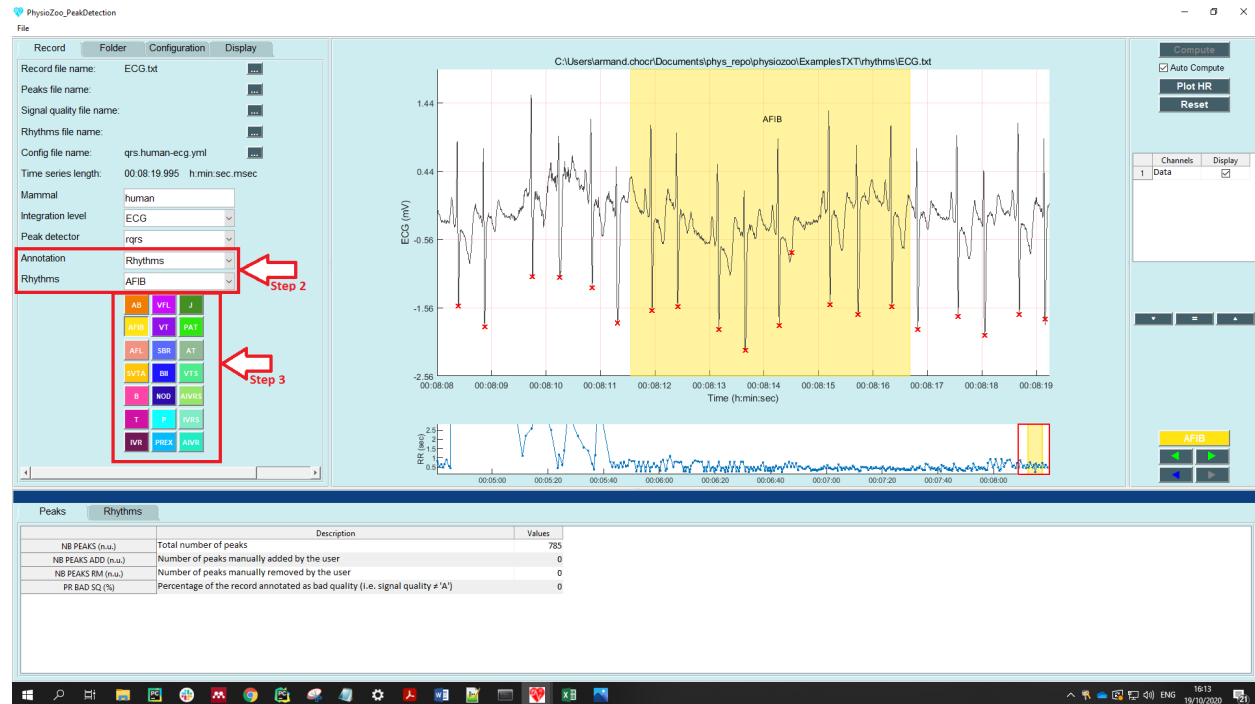 PhysioZoo_PeakDetection
File
Record Folder Configuration Display
Record file name: ECG.txt ...
Peaks file name: ...
Signal quality file name: ...
Rhythms file name: ...
Config file name: qrs.human-ecg.yml ...
Time series length: 00:08:19.995 h:min:sec.msec
Mammal human
Integration level ECG
Peak detector rqrs
Annotation Rhythms
Rhythms AFIB
Step 2
AB VFL J
AFIB VT PAT
AFL SBR AT
SVTA BII VTS
B NOD AIVRS
T P IVRS
IVR PREX AIVR
Step 3
C:\Users\armand.chocr\Documents\phys_repo\physiozoo\ExamplesTXT\rhythms\ECG.txt
AFIB
ECG (mV)
1.44
0.44
-0.56
-1.56
-2.56
00:08:08 00:08:09 00:08:10 00:08:11 00:08:12 00:08:13 00:08:14 00:08:15 00:08:16 00:08:17 00:08:18 00:08:19
Time (h:min:sec)
RR (sec)
2.5
2
1.5
1
0.5
00:05:00 00:05:20 00:05:40 00:06:00 00:06:20 00:06:40 00:07:00 00:07:20 00:07:40 00:08:00
Compute
Auto Compute
Plot HR
Reset
Channels Display
1 Data
=
AFIB
Peaks Rhythms
Description Values
NB PEAKS (n.u.) Total number of peaks 785
NB PEAKS ADD (n.u.) Number of peaks manually added by the user 0
NB PEAKS RM (n.u.) Number of peaks manually removed by the user 0
PR BAD SQ (%) Percentage of the record annotated as bad quality (i.e. signal quality ≠ 'A') 0
ENG
16:13
19/10/2020
21